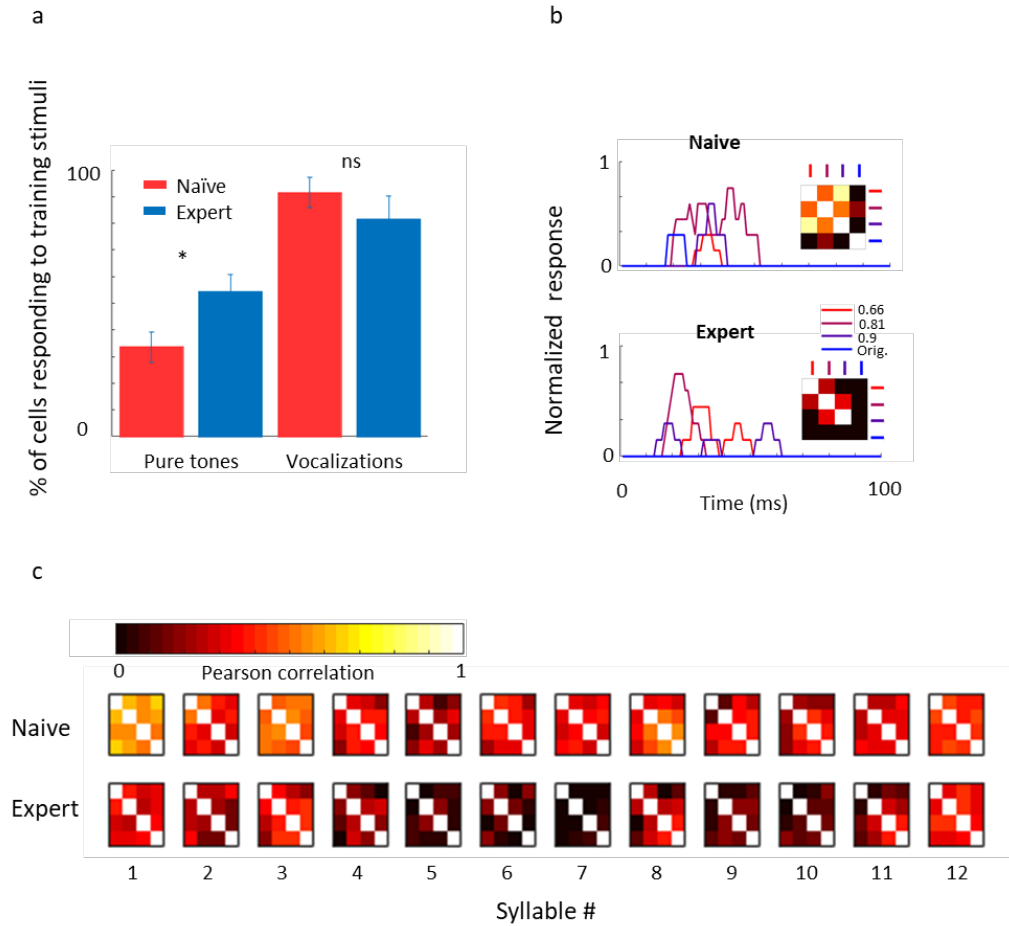 a
% of cells responding to training stimuli
100
0
Naïve
Expert
*
ns
Pure tones
Vocalizations
b
Normalized response
Naive
1
0
Expert
0.66
0.81
0.9
Orig.
1
0
0
100
Time (ms)
c
0
Pearson correlation
1
Naive
Expert
1 2 3 4 5 6 7 8 9 10 11 12
Syllable #